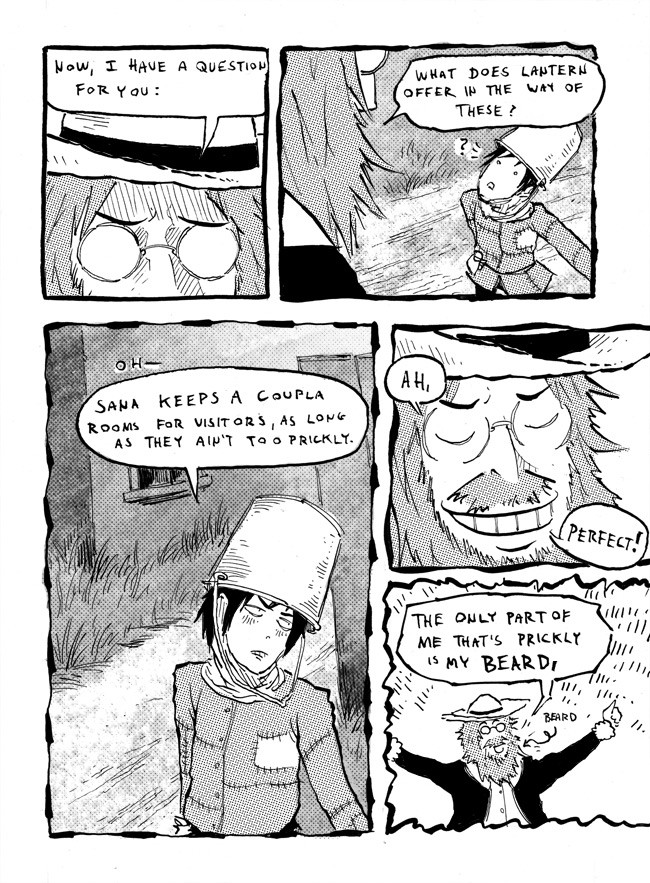 NOW, I HAVE A QUESTION
FOR YOU:
WHAT DOES LANTERN
OFFER IN THE WAY OF
THESE?
?
OH—
SANA KEEPS A COUPLA
ROOMS FOR VISITORS, AS LONG
AS THEY AIN'T TOO PRICKLY.
AH,
PERFECT!
THE ONLY PART OF
ME THAT'S PRICKLY
IS MY BEARD,
BEARD